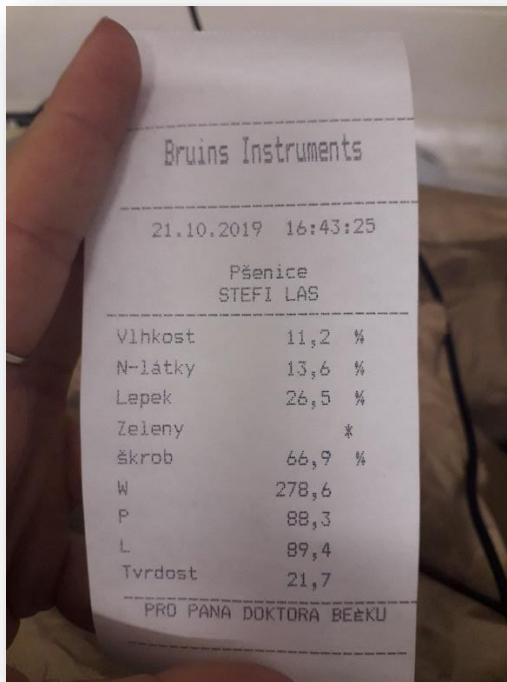 Bruins Instruments
21.10.2019 16:43:25
Pšenice
STEFI LAS
Vlhkost 11,2 %
N-látky 13,6 %
Lepek 26,5 %
Zeleny *
škrob 66,9 %
W 278,6
P 88,3
L 89,4
Tvrdost 21,7
PRO PANA DOKTORA BEÈKU